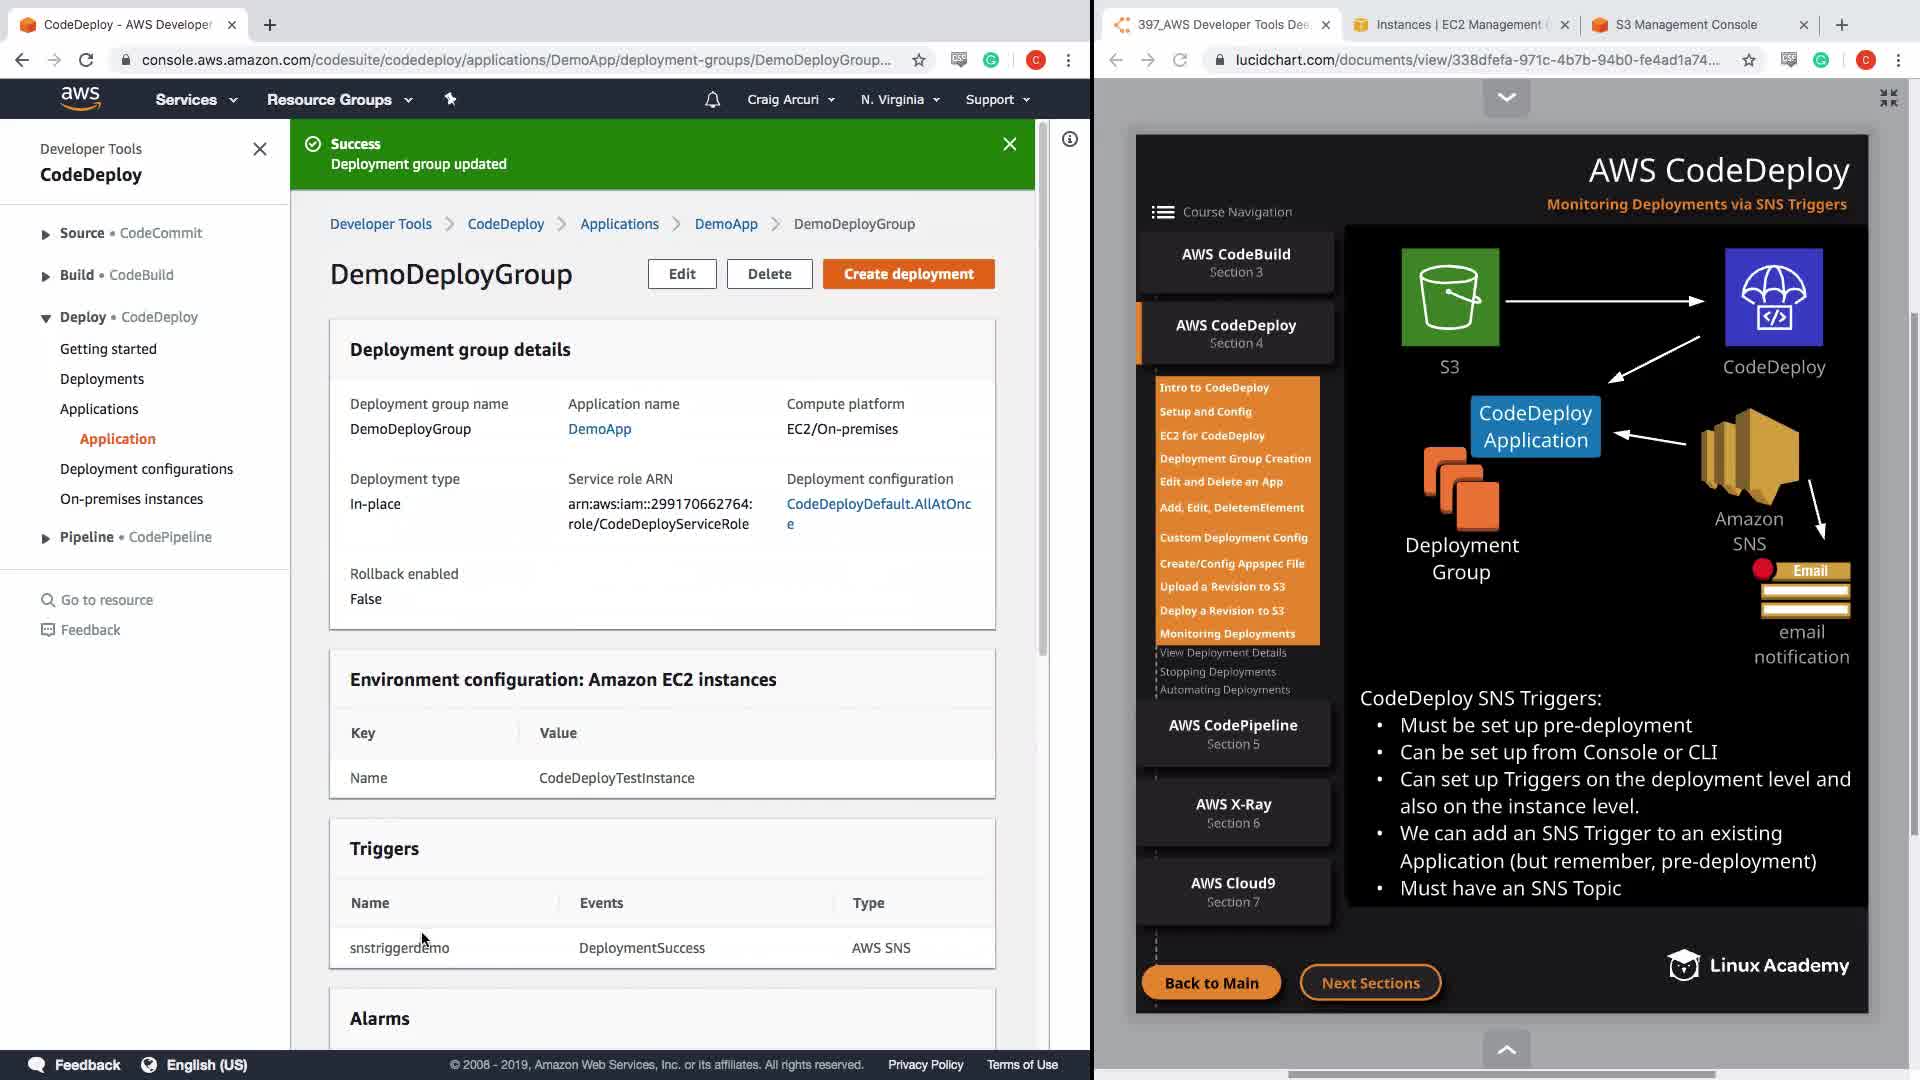 CodeDeploy - AWS Developer
console.aws.amazon.com/codesuite/codedeploy/applications/DemoApp/deployment-groups/DemoDeployGroup...
aws
Services
Resource Groups
Craig Arcuri
N. Virginia
Support
Developer Tools
CodeDeploy
Source • CodeCommit
Build • CodeBuild
Deploy • CodeDeploy
Getting started
Deployments
Applications
Application
Deployment configurations
On-premises instances
Pipeline • CodePipeline
Go to resource
Feedback
Success
Deployment group updated
Developer Tools
CodeDeploy
Applications
DemoApp
DemoDeployGroup
DemoDeployGroup
Edit
Delete
Create deployment
Deployment group details
Deployment group name
DemoDeployGroup
Application name
DemoApp
Compute platform
EC2/On-premises
Deployment type
In-place
Service role ARN
arn:aws:iam::299170662764:
role/CodeDeployServiceRole
Deployment configuration
CodeDeployDefault.AllAtOnc
e
Rollback enabled
False
Environment configuration: Amazon EC2 instances
Key
Value
Name
CodeDeployTestInstance
Triggers
Name
Events
Type
snstriggerdemo
DeploymentSuccess
AWS SNS
Alarms
Feedback
English (US)
© 2008 - 2019, Amazon Web Services, Inc. or its affiliates. All rights reserved.
Privacy Policy
Terms of Use
397_AWS Developer Tools Dee
Instances | EC2 Management
S3 Management Console
lucidchart.com/documents/view/338dfefa-971c-4b7b-94b0-fe4ad1a74...
AWS CodeDeploy
Monitoring Deployments via SNS Triggers
Course Navigation
AWS CodeBuild
Section 3
AWS CodeDeploy
Section 4
Intro to CodeDeploy
Setup and Config
EC2 for CodeDeploy
Deployment Group Creation
Edit and Delete an App
Add, Edit, DeletemElement
Custom Deployment Config
Create/Config Appspec File
Upload a Revision to S3
Deploy a Revision to S3
Monitoring Deployments
View Deployment Details
Stopping Deployments
Automating Deployments
AWS CodePipeline
Section 5
AWS X-Ray
Section 6
AWS Cloud9
Section 7
Back to Main
Next Sections
S3
CodeDeploy
CodeDeploy
Application
Deployment
Group
Amazon
SNS
Email
email
notification
CodeDeploy SNS Triggers:
• Must be set up pre-deployment
• Can be set up from Console or CLI
• Can set up Triggers on the deployment level and
also on the instance level.
• We can add an SNS Trigger to an existing
Application (but remember, pre-deployment)
• Must have an SNS Topic
Linux Academy